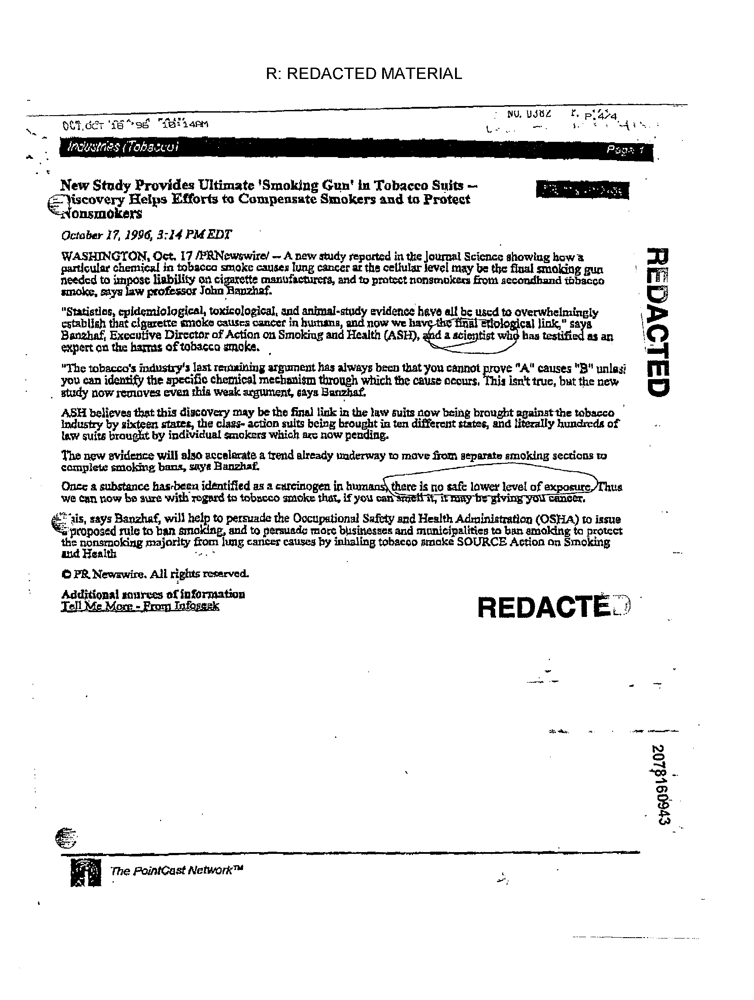 R: REDACTED MATERIAL
NO. 0382
Industries (Tobacco)
Page 1
New Study Provides Ultimate 'Smoking Gun' in Tobacco Suits --
Discovery Helps Efforts to Compensate Smokers and to Protect
Nonsmokers
October 17, 1996, 3:14 PM EDT
WASHINGTON, Oct. 17 /PRNewswire/ -- A new study reported in the Journal Science showing how a
particular chemical in tobacco smoke causes lung cancer at the cellular level may be the final smoking gun
needed to impose liability on cigarette manufacturers, and to protect nonsmokers from secondhand tobacco
smoke, says law professor John Banzhaf.
"Statistics, epidemiological, toxicological, and animal-study evidence have all be used to overwhelmingly
establish that cigarette smoke causes cancer in humans, and now we have the final etiological link," says
Banzhaf, Executive Director of Action on Smoking and Health (ASH), and a scientist who has testified as an
expert on the harms of tobacco smoke.
"The tobacco's industry's last remaining argument has always been that you cannot prove "A" causes "B" unless
you can identify the specific chemical mechanism through which the cause occurs. This isn't true, but the new
study now removes even this weak argument, says Banzhaf.
ASH believes that this discovery may be the final link in the law suits now being brought against the tobacco
industry by sixteen states, the class- action suits being brought in ten different states, and literally hundreds of
law suits brought by individual smokers which are now pending.
The new evidence will also accelerate a trend already underway to move from separate smoking sections to
complete smoking bans, says Banzhaf.
Once a substance has been identified as a carcinogen in humans, there is no safe lower level of exposure. Thus
we can now be sure with regard to tobacco smoke that, if you can smell it, it may be giving you cancer.
This, says Banzhaf, will help to persuade the Occupational Safety and Health Administration (OSHA) to issue
proposed rule to ban smoking, and to persuade more businesses and municipalities to ban smoking to protect
the nonsmoking majority from lung cancer causes by inhaling tobacco smoke SOURCE Action on Smoking
and Health
© PR Newswire. All rights reserved.
Additional sources of information
Tell Me More - From Infoseek
REDACTED
REDACTED
2078160943
The PointCast Network™